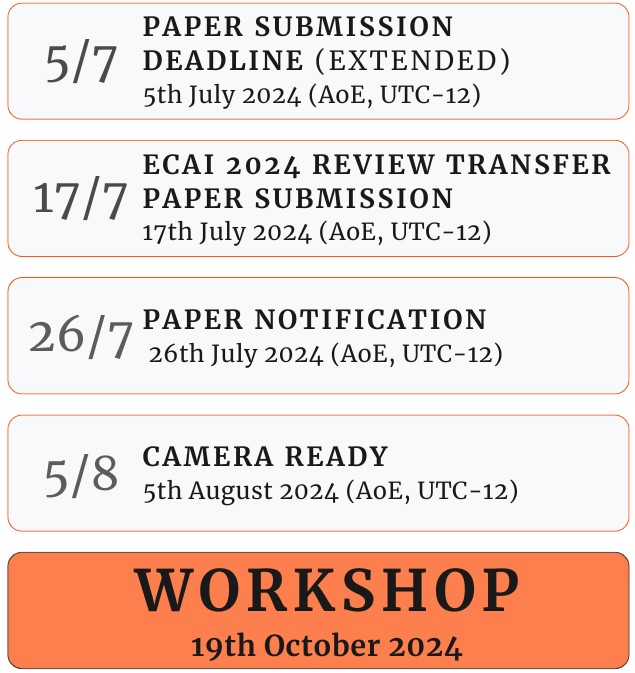 5/7
PAPER SUBMISSION
DEADLINE (EXTENDED)
5th July 2024 (AoE, UTC-12)
17/7
ECAI 2024 REVIEW TRANSFER
PAPER SUBMISSION
17th July 2024 (AoE, UTC-12)
26/7
PAPER NOTIFICATION
26th July 2024 (AoE, UTC-12)
5/8
CAMERA READY
5th August 2024 (AoE, UTC-12)
WORKSHOP
19th October 2024